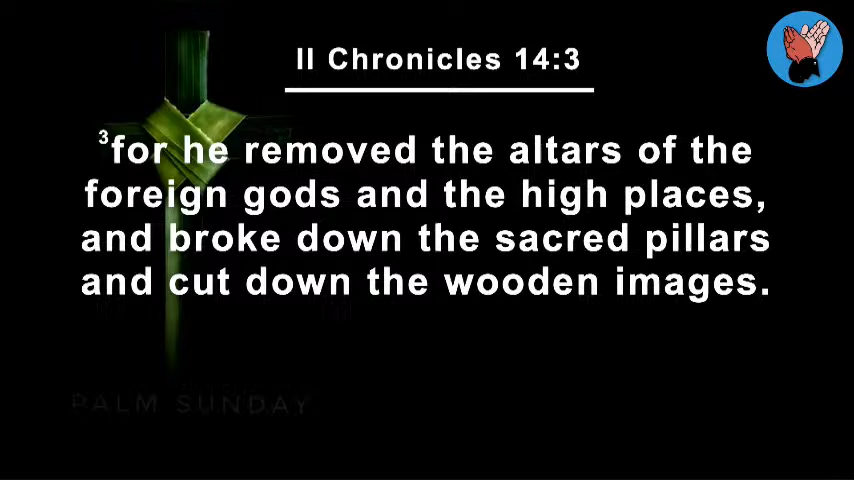 II Chronicles 14:3
3for he removed the altars of the
foreign gods and the high places,
and broke down the sacred pillars
and cut down the wooden images.
PALM SUNDAY